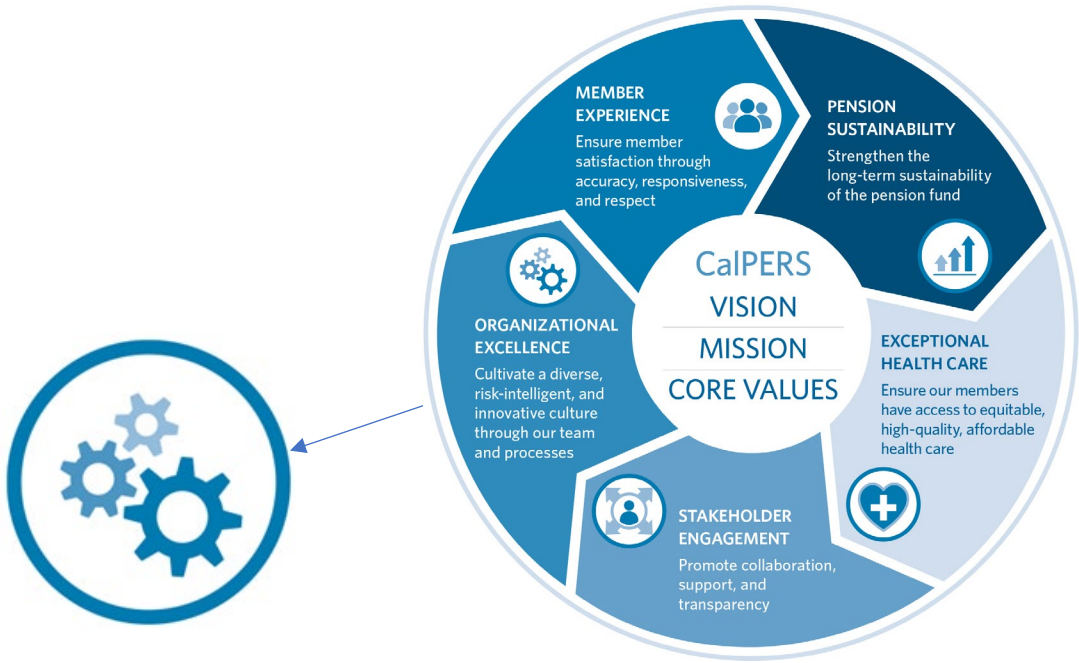 MEMBER
EXPERIENCE
Ensure member
satisfaction through
accuracy, responsiveness,
and respect
PENSION
SUSTAINABILITY
Strengthen the
long-term sustainability
of the pension fund
CalPERS
VISION
MISSION
CORE VALUES
ORGANIZATIONAL
EXCELLENCE
Cultivate a diverse,
risk-intelligent, and
innovative culture
through our team
and processes
EXCEPTIONAL
HEALTH CARE
Ensure our members
have access to equitable,
high-quality, affordable
health care
STAKEHOLDER
ENGAGEMENT
Promote collaboration,
support, and
transparency